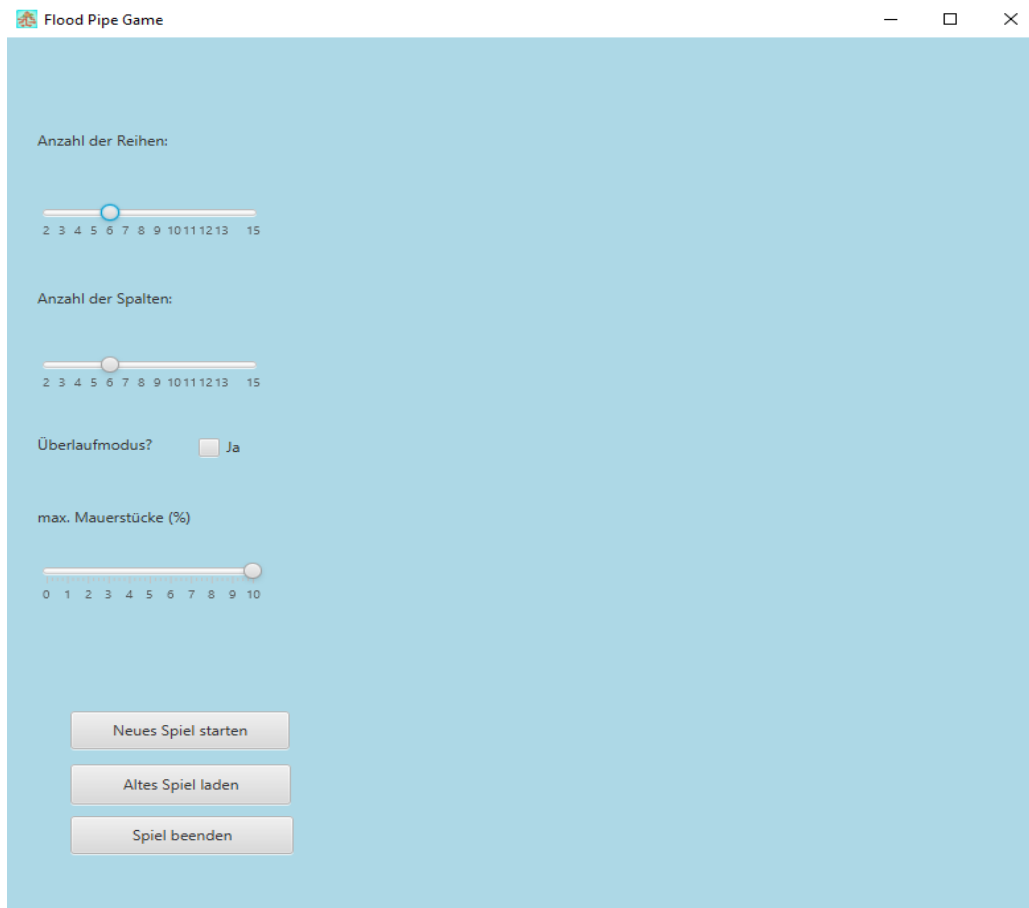 Flood Pipe Game
Anzahl der Reihen:
2 3 4 5 6 7 8 9 10 11 12 13 15
Anzahl der Spalten:
2 3 4 5 6 7 8 9 10 11 12 13 15
Überlaufmodus? Ja
max. Mauerstücke (%)
0 1 2 3 4 5 6 7 8 9 10
Neues Spiel starten
Altes Spiel laden
Spiel beenden